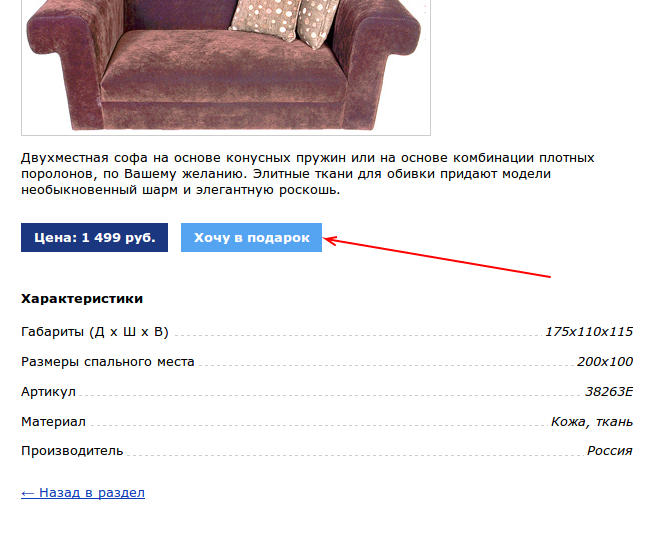 Двухместная софа на основе конусных пружин или на основе комбинации плотных
поролонов, по Вашему желанию. Элитные ткани для обивки придают модели
необыкновенный шарм и элегантную роскошь.
Цена: 1 499 руб. Хочу в подарок
Характеристики
Габариты (Д х Ш х В) 175х110х115
Размеры спального места 200х100
Артикул 38263Е
Материал Кожа, ткань
Производитель Россия
← Назад в раздел